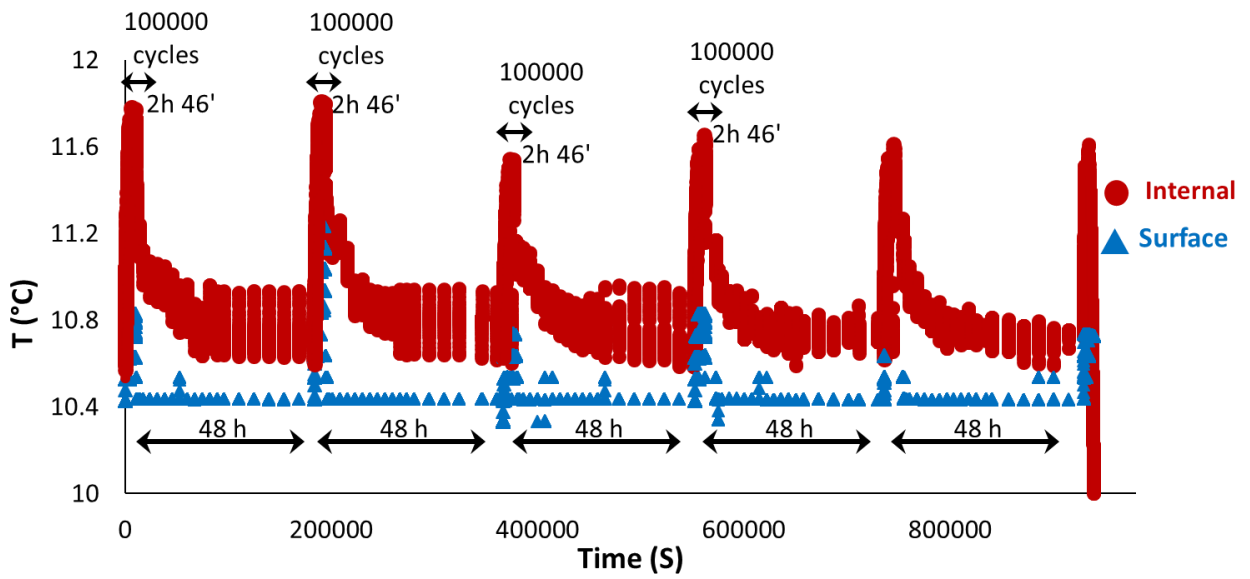 100000
cycles
2h 46'
100000
cycles
2h 46'
100000
cycles
2h 46'
100000
cycles
2h 46'
12
11.6
11.2
10.8
10.4
10
T (°C)
Internal
Surface
48 h
48 h
48 h
48 h
48 h
0
200000
400000
600000
800000
Time (S)